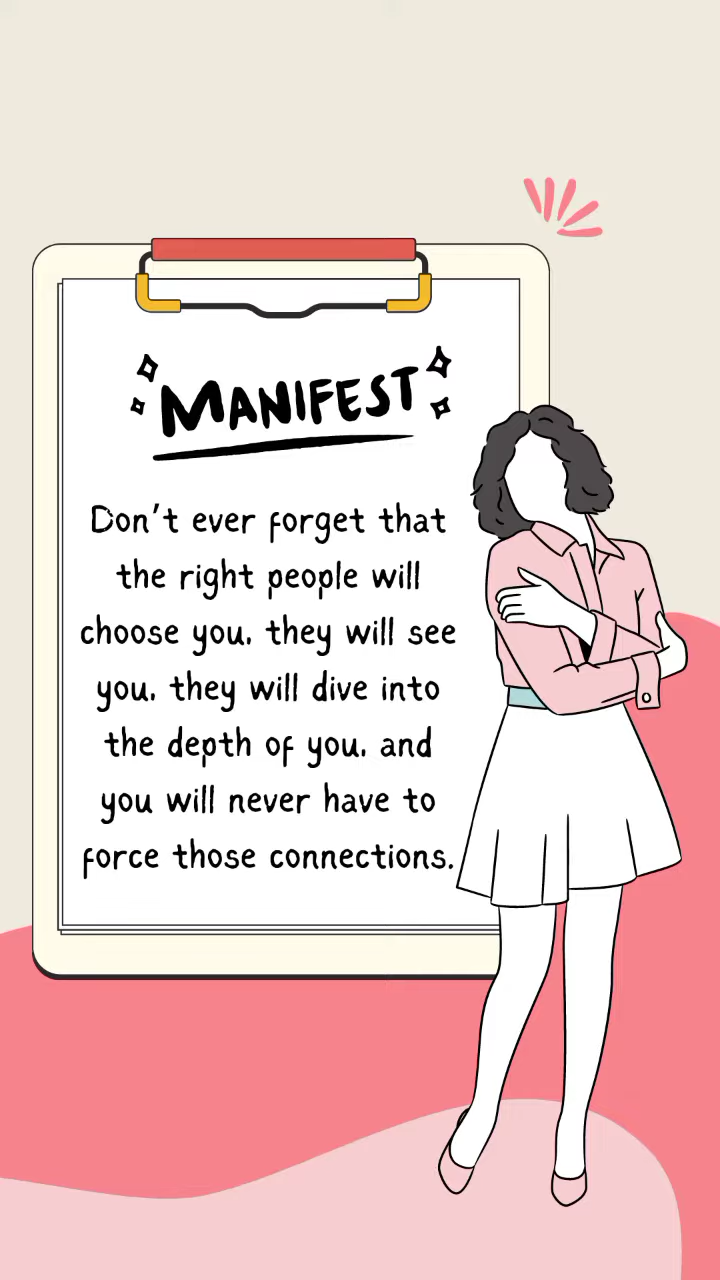 MANIFEST
Don't ever forget that
the right people will
choose you. they will see
you. they will dive into
the depth of you. and
you will never have to
force those connections.